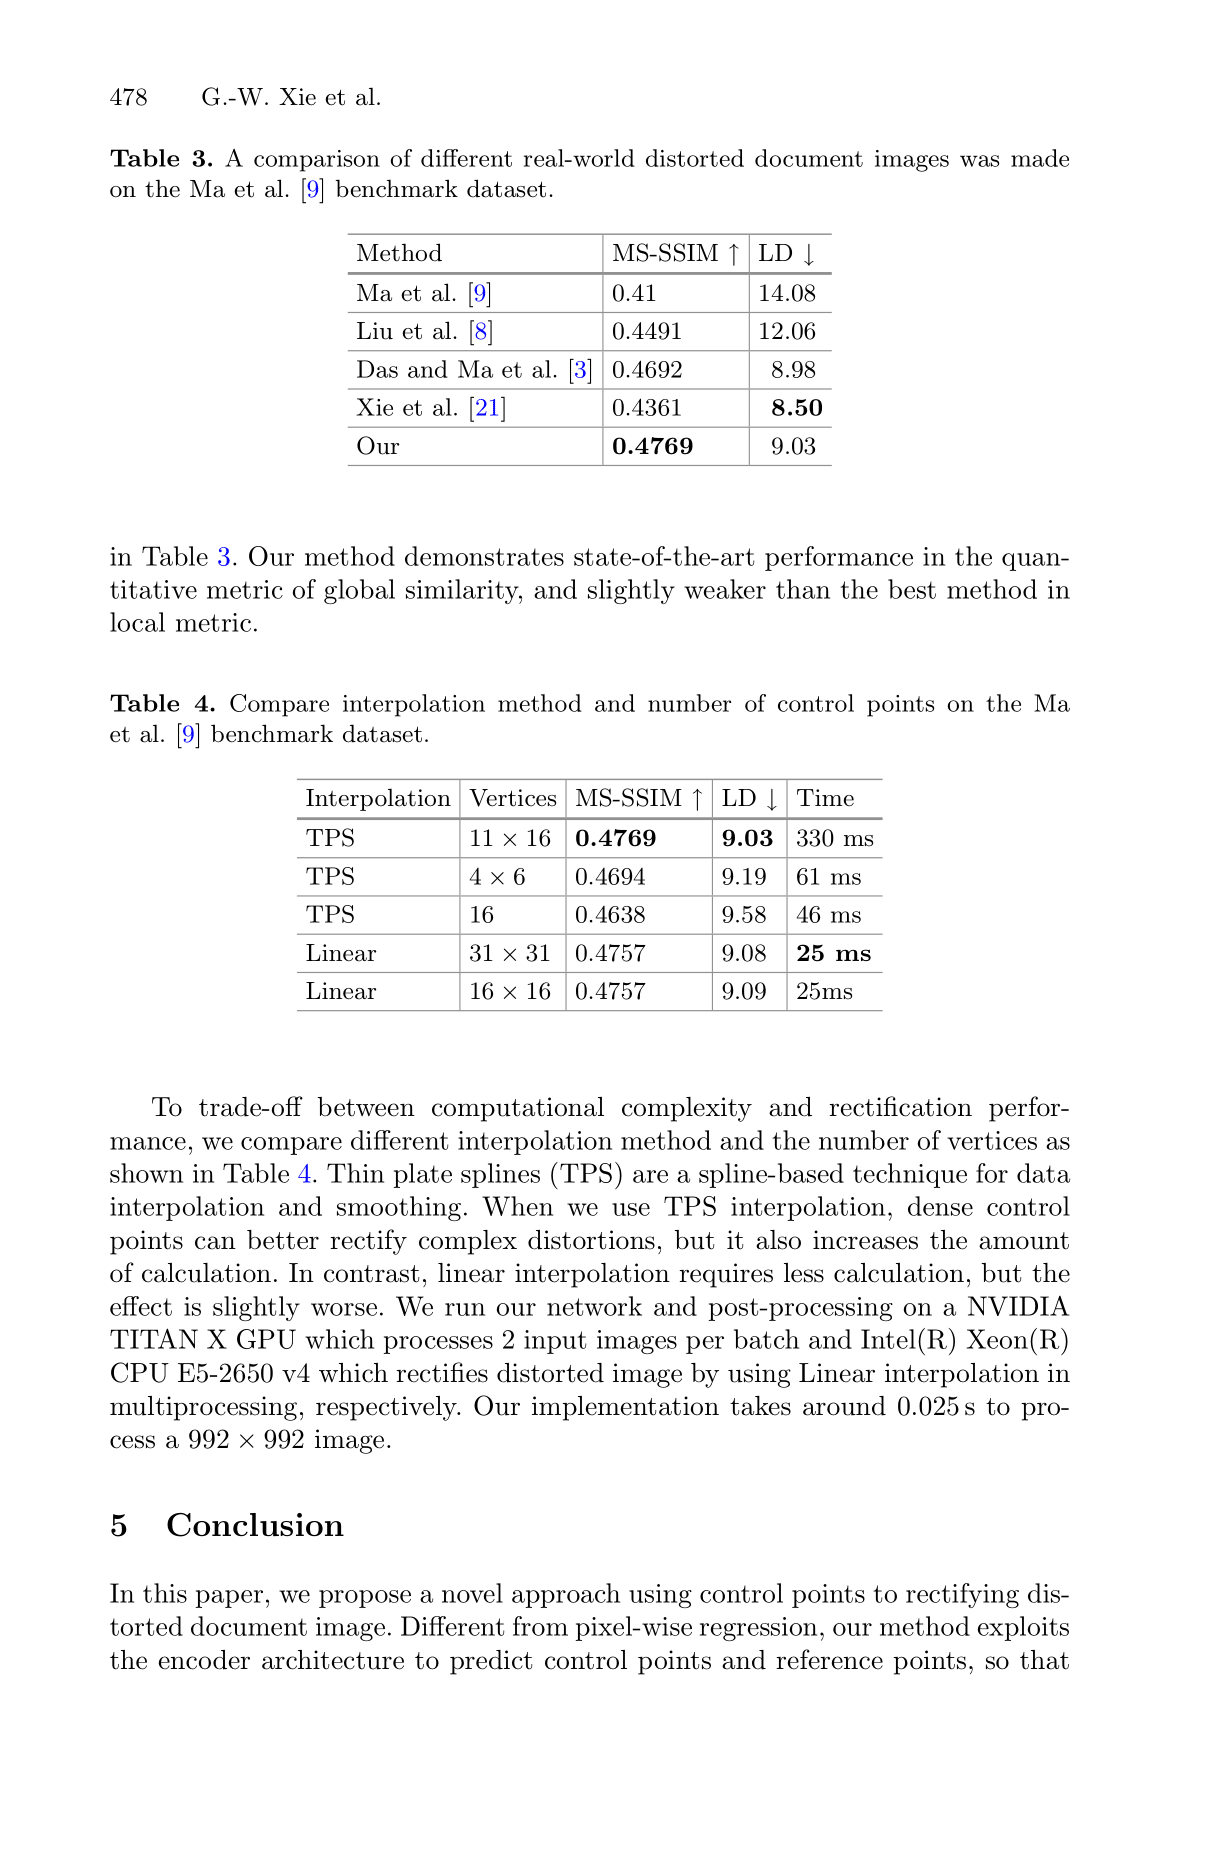 478 G.-W. Xie et al.
Table 3. A comparison of different real-world distorted document images was made
on the Ma et al. [9] benchmark dataset.
Method MS-SSIM ↑ LD ↓
Ma et al. [9] 0.41 14.08
Liu et al. [8] 0.4491 12.06
Das and Ma et al. [3] 0.4692 8.98
Xie et al. [21] 0.4361 8.50
Our 0.4769 9.03
in Table 3. Our method demonstrates state-of-the-art performance in the quan-
titative metric of global similarity, and slightly weaker than the best method in
local metric.
Table 4. Compare interpolation method and number of control points on the Ma
et al. [9] benchmark dataset.
Interpolation Vertices MS-SSIM ↑ LD ↓ Time
TPS 11 × 16 0.4769 9.03 330 ms
TPS 4 × 6 0.4694 9.19 61 ms
TPS 16 0.4638 9.58 46 ms
Linear 31 × 31 0.4757 9.08 25 ms
Linear 16 × 16 0.4757 9.09 25ms
To trade-off between computational complexity and rectification perfor-
mance, we compare different interpolation method and the number of vertices as
shown in Table 4. Thin plate splines (TPS) are a spline-based technique for data
interpolation and smoothing. When we use TPS interpolation, dense control
points can better rectify complex distortions, but it also increases the amount
of calculation. In contrast, linear interpolation requires less calculation, but the
effect is slightly worse. We run our network and post-processing on a NVIDIA
TITAN X GPU which processes 2 input images per batch and Intel(R) Xeon(R)
CPU E5-2650 v4 which rectifies distorted image by using Linear interpolation in
multiprocessing, respectively. Our implementation takes around 0.025 s to pro-
cess a 992 × 992 image.
5 Conclusion
In this paper, we propose a novel approach using control points to rectifying dis-
torted document image. Different from pixel-wise regression, our method exploits
the encoder architecture to predict control points and reference points, so that